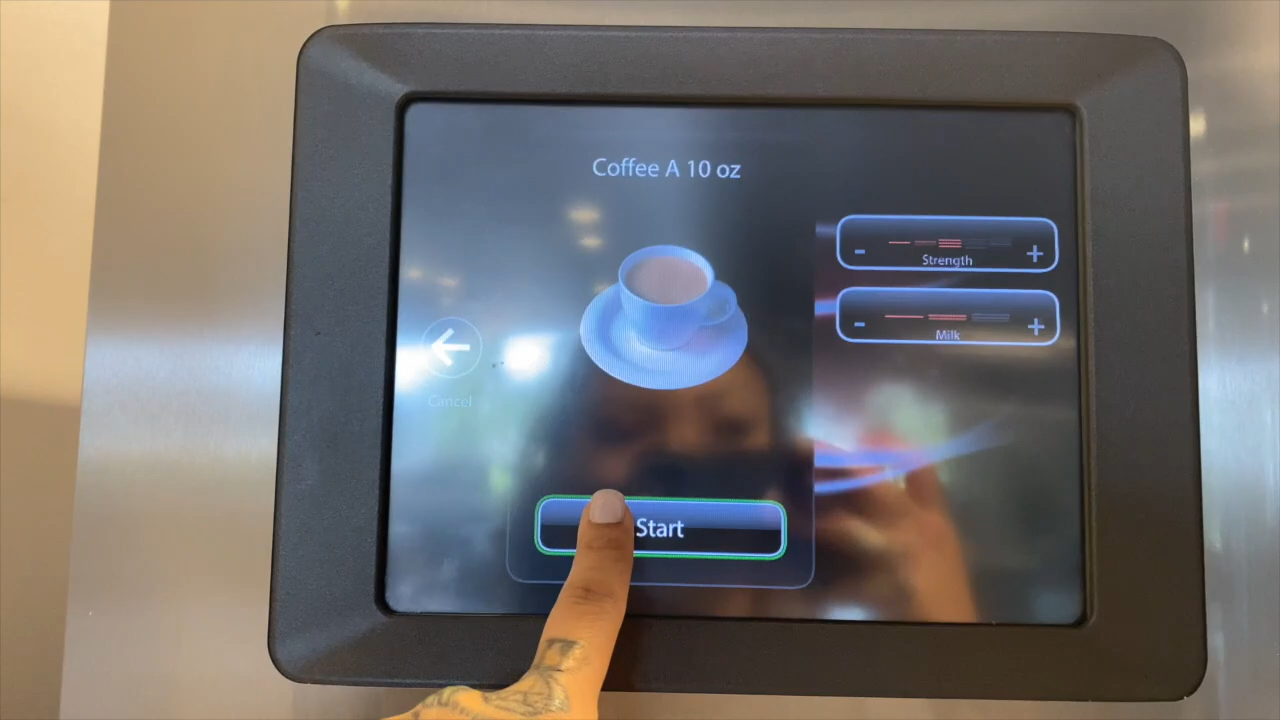 Coffee A 10 oz
- +
Strength
- +
Milk
Cancel
Start